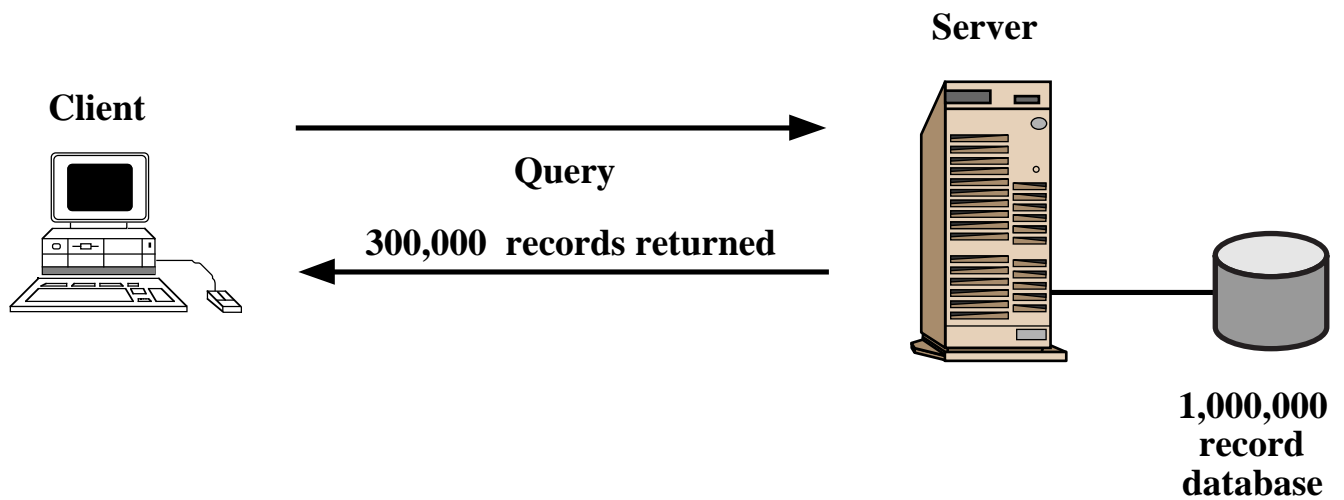 Server
Client
Query
300,000 records returned
1,000,000
record
database